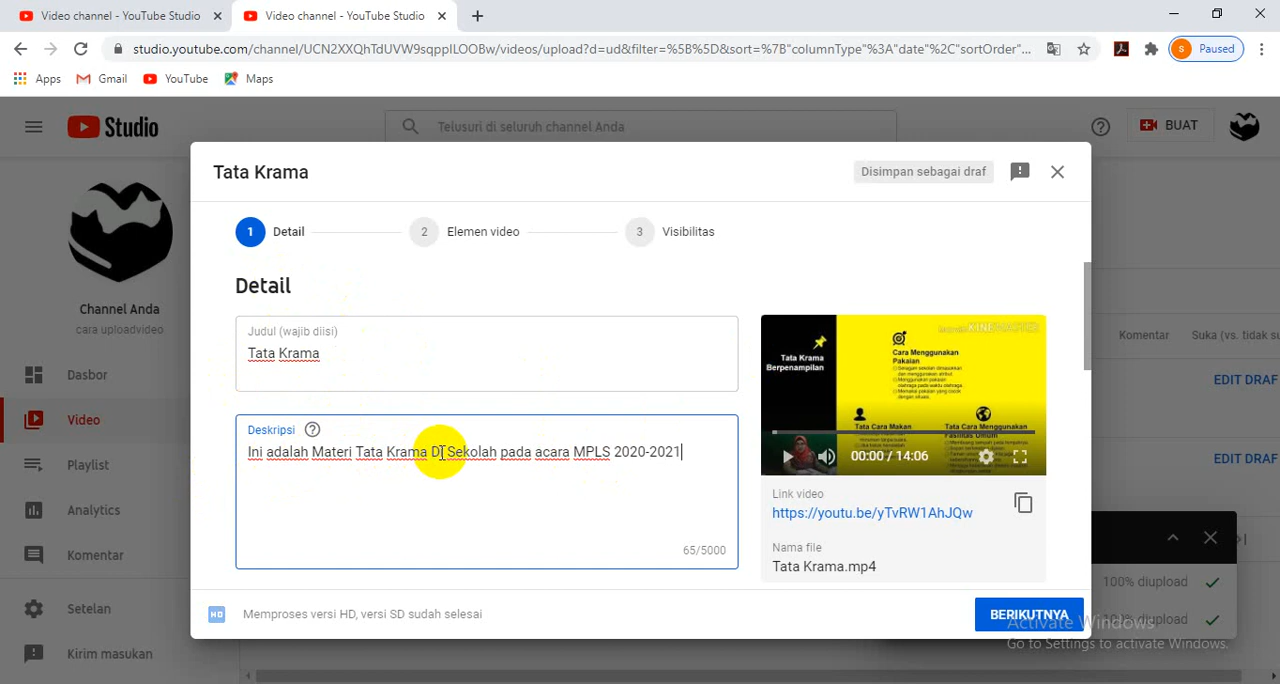 Video channel - YouTube Studio
Video channel - YouTube Studio
studio.youtube.com/channel/UCN2XXQhTdUVW9sqppILOOBw/videos/upload?d=ud&filter=%5B%5D&sort=%7B"columnType"%3A"date"%2C"sortOrder"...
S Paused
Apps Gmail YouTube Maps
Studio
Telusuri di seluruh channel Anda
BUAT
Tata Krama
Disimpan sebagai draf
1 Detail
2 Elemen video
3 Visibilitas
Channel Anda
cara uploadvideo
Dasbor
Video
Playlist
Analytics
Komentar
Setelan
Kirim masukan
Detail
Judul (wajib diisi)
Tata Krama
Deskripsi
Ini adalah Materi Tata Krama Di Sekolah pada acara MPLS 2020-2021
65/5000
KINEMASTER
Tata Krama
Berpenampilan
Cara Menggunakan
Pakaian
Tata Cara Makan
Cara Menggunakan
Fasilitas Umum
00:00 / 14:06
Link video
https://youtu.be/yTvRW1AhJQw
Nama file
Tata Krama.mp4
Komentar
Suka (vs. tidak su
EDIT DRAF
EDIT DRAF
100% diupload
100% diupload
HD Memproses versi HD, versi SD sudah selesai
BERIKUTNYA
Activate Windows
Go to Settings to activate Windows.